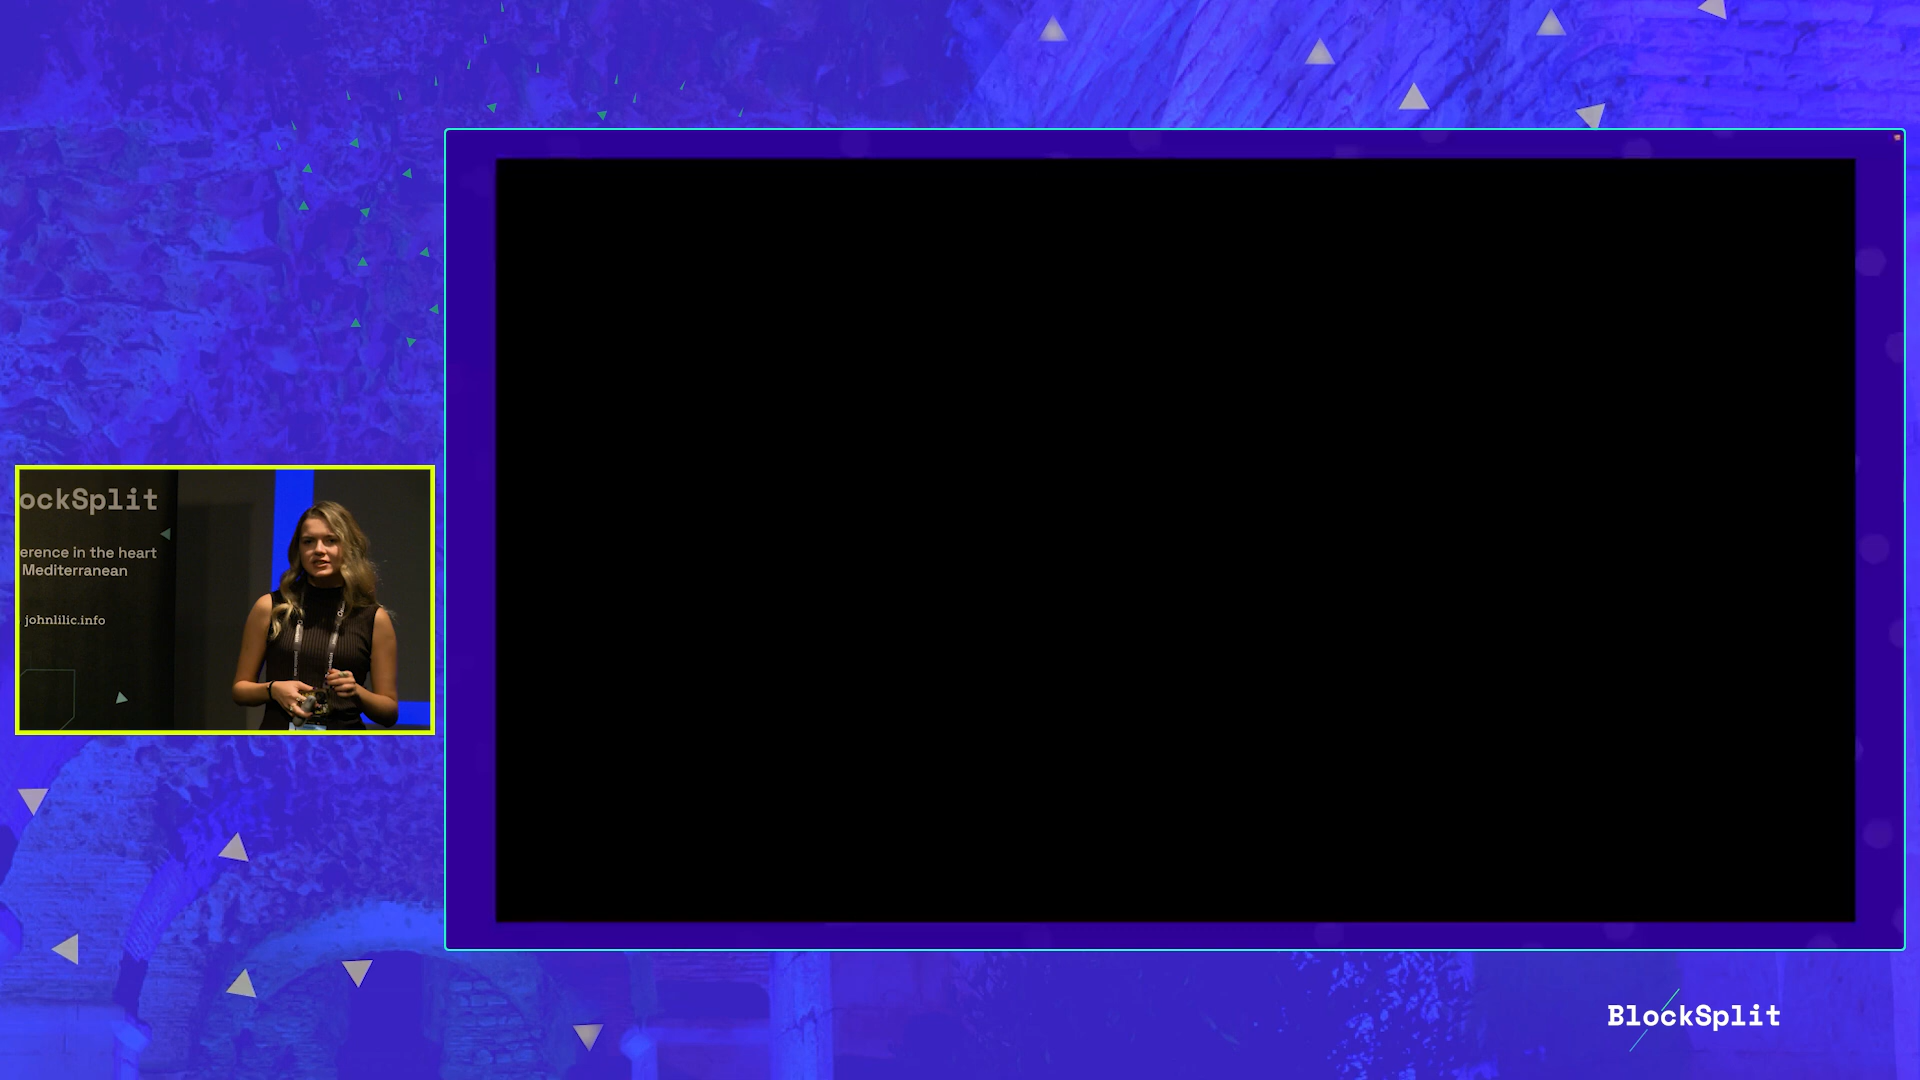 ockSplit
erence in the heart
Mediterranean
johnlilic.info
BlockSplit